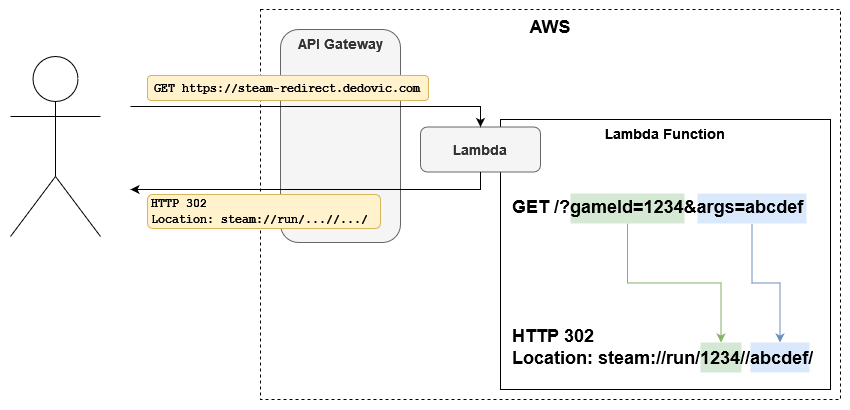 AWS
API Gateway
GET https://steam-redirect.dedovic.com
Lambda
HTTP 302
Location: steam://run/...//.../
Lambda Function
GET /?gameId=1234&args=abcdef
HTTP 302
Location: steam://run/1234//abcdef/